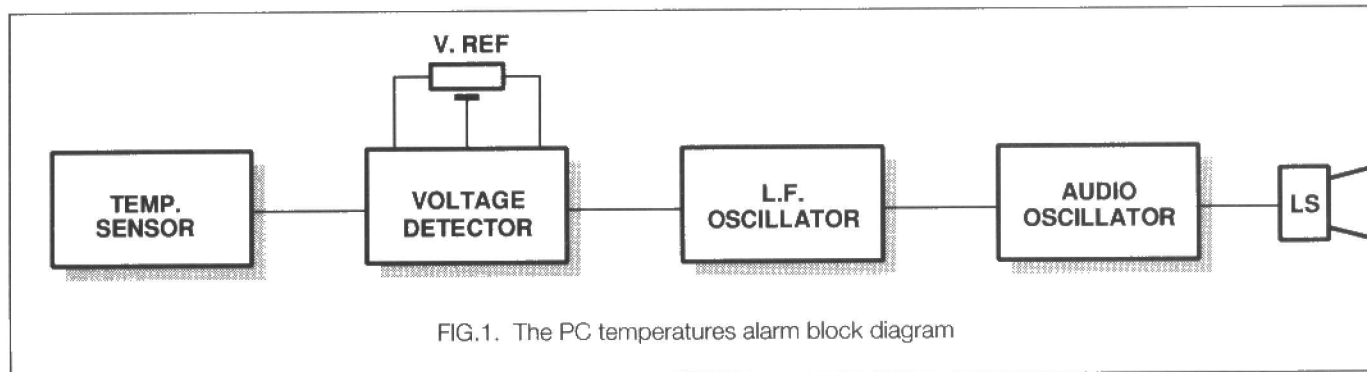 V. REF
TEMP.
SENSOR
VOLTAGE
DETECTOR
L.F.
OSCILLATOR
AUDIO
OSCILLATOR
LS
FIG.1. The PC temperatures alarm block diagram